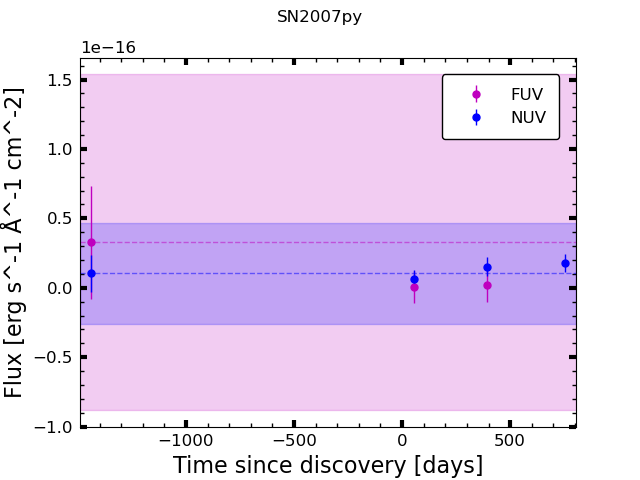 SN2007py
1e−16
1.5
1.0
0.5
0.0
−0.5
−1.0
−1000
−500
0
500
Flux [erg s^-1 Å^-1 cm^-2]
Time since discovery [days]
FUV
NUV